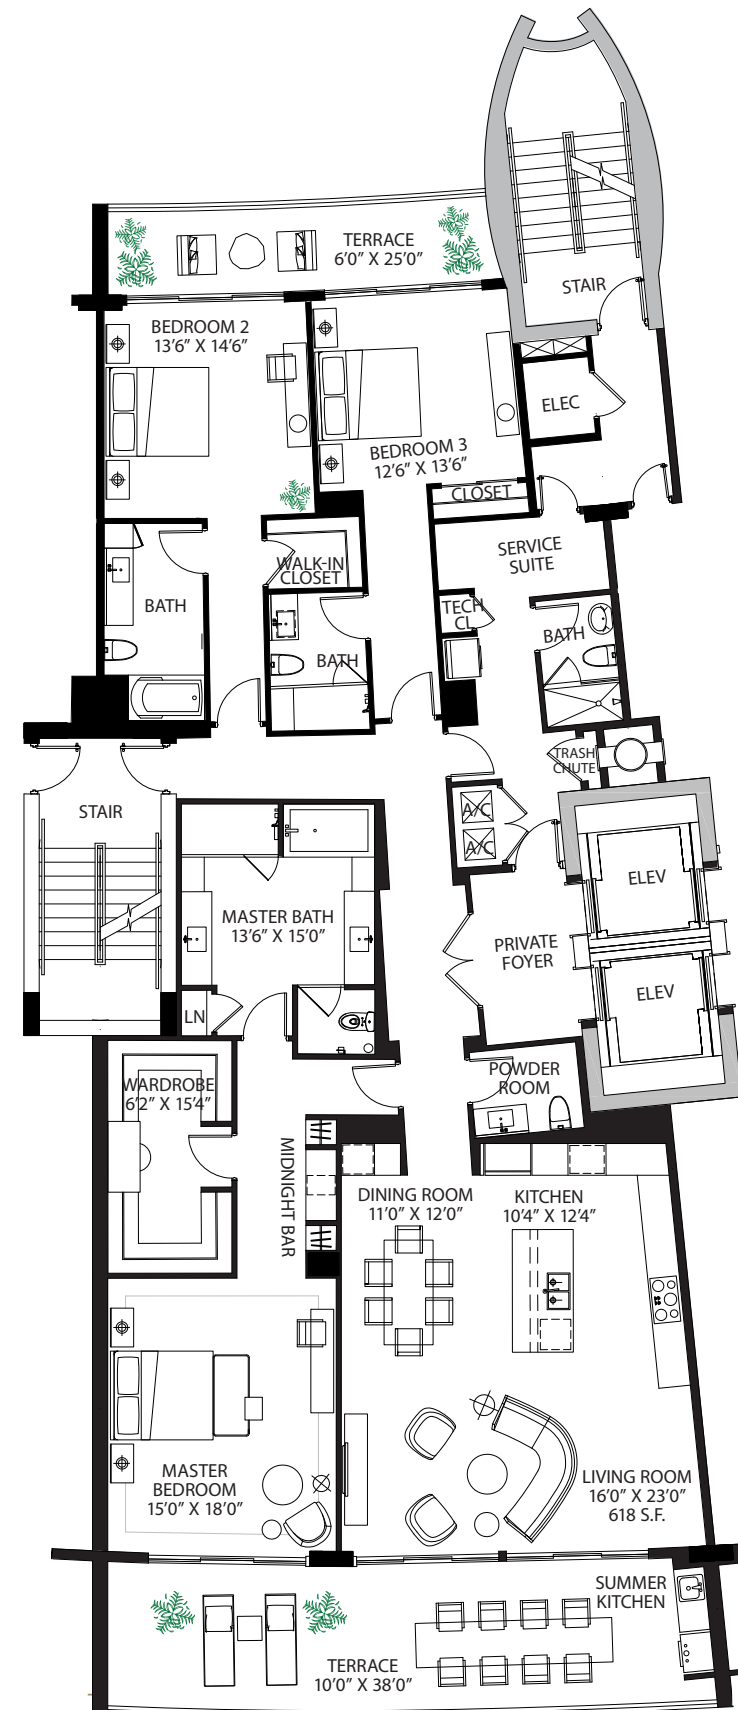 TERRACE
6'0" X 25'0"
STAIR
BEDROOM 2
13'6" X 14'6"
ELEC
BEDROOM 3
12'6" X 13'6"
CLOSET
SERVICE
SUITE
WALK-IN
CLOSET
TECH
CL
BATH
BATH
BATH
TRASH
CHUTE
STAIR
A/C
A/C
ELEV
MASTER BATH
13'6" X 15'0"
PRIVATE
FOYER
ELEV
LN
POWDER
ROOM
WARDROBE
6'2" X 15'4"
MIDNIGHT BAR
DINING ROOM
11'0" X 12'0"
KITCHEN
10'4" X 12'4"
MASTER
BEDROOM
15'0" X 18'0"
LIVING ROOM
16'0" X 23'0"
618 S.F.
SUMMER
KITCHEN
TERRACE
10'0" X 38'0"